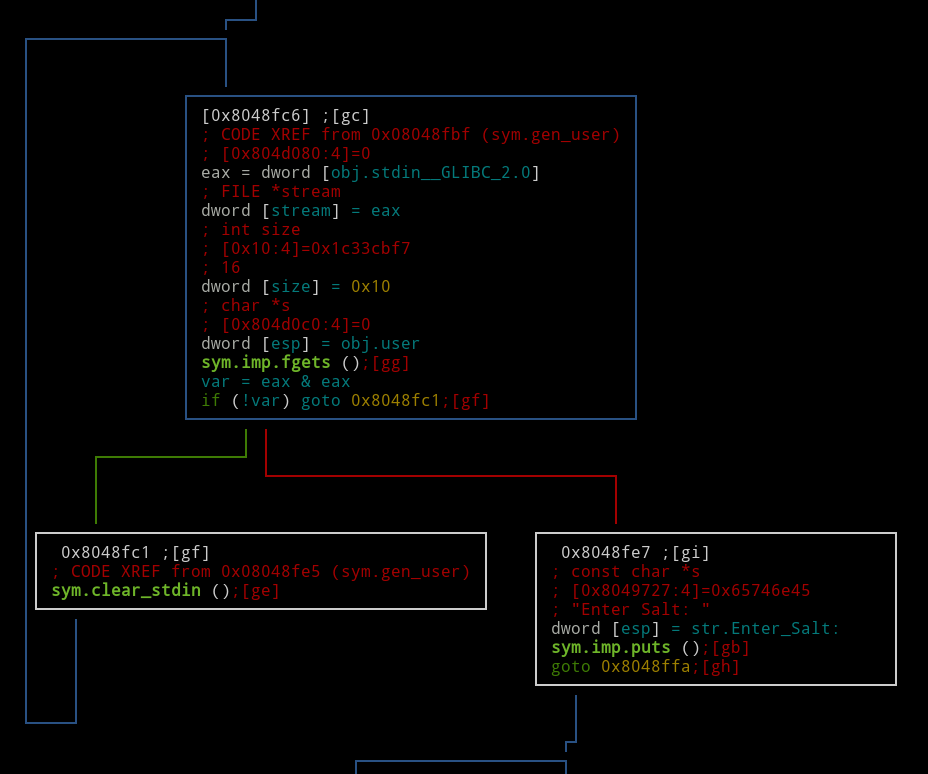 [0x8048fc6] ;[gc]
; CODE XREF from 0x08048fbf (sym.gen_user)
; [0x804d080:4]=0
eax = dword [obj.stdin__GLIBC_2.0]
; FILE *stream
dword [stream] = eax
; int size
; [0x10:4]=0x1c33cbf7
; 16
dword [size] = 0x10
; char *s
; [0x804d0c0:4]=0
dword [esp] = obj.user
sym.imp.fgets ();[gg]
var = eax & eax
if (!var) goto 0x8048fc1;[gf]
0x8048fc1 ;[gf]
; CODE XREF from 0x08048fe5 (sym.gen_user)
sym.clear_stdin ();[ge]
0x8048fe7 ;[gi]
; const char *s
; [0x8049727:4]=0x65746e45
; "Enter Salt: "
dword [esp] = str.Enter_Salt:
sym.imp.puts ();[gb]
goto 0x8048ffa;[gh]